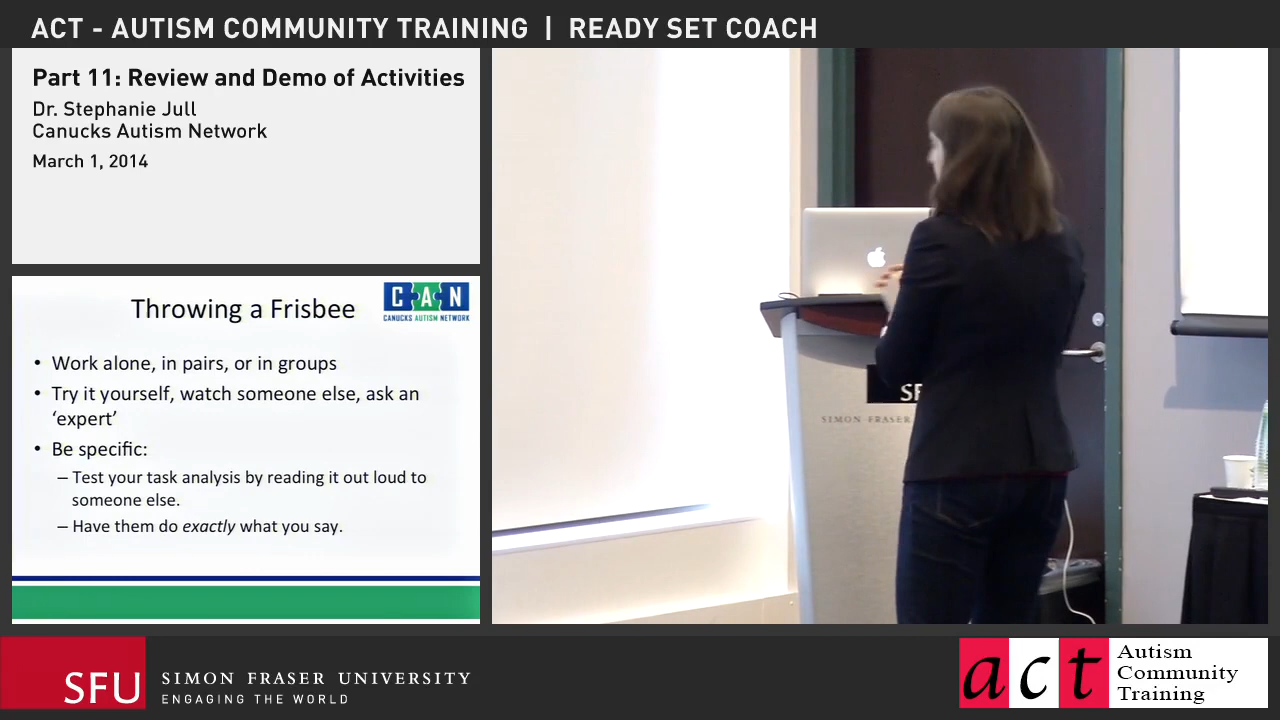 ACT - AUTISM COMMUNITY TRAINING | READY SET COACH
Part 11: Review and Demo of Activities
Dr. Stephanie Jull
Canucks Autism Network
March 1, 2014
Throwing a Frisbee
CAN
CANUCKS AUTISM NETWORK
• Work alone, in pairs, or in groups
• Try it yourself, watch someone else, ask an
‘expert’
• Be specific:
– Test your task analysis by reading it out loud to
someone else.
– Have them do exactly what you say.
SF
SIMON FRASER
SFU
SIMON FRASER UNIVERSITY
ENGAGING THE WORLD
act
Autism
Community
Training